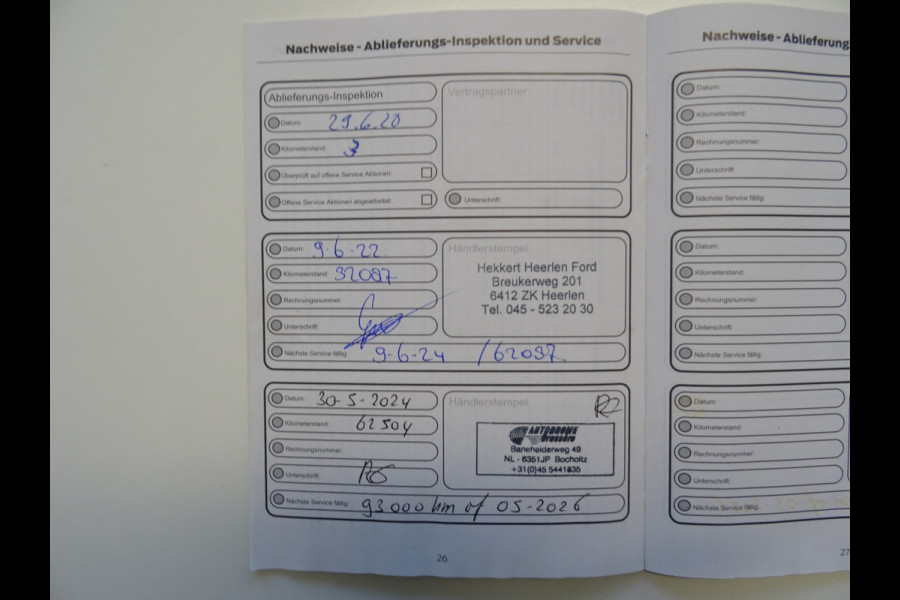 Nachweise - Ablieferungs-Inspektion und Service
Ablieferungs-Inspektion
Datum: 29.6.20
Kilometerstand: 3
Überprüft auf offene Service Aktionen:
Offene Service Aktionen abgearbeitet:
Vertragspartner
Unterschrift:
Datum: 9-6-22
Kilometerstand: 32087
Rechnungsnummer:
Unterschrift:
Nächste Service fällig: 9-6-24 /62037
Händlerstempel
Hekkert Heerlen Ford
Breukerweg 201
6412 ZK Heerlen
Tel. 045 - 523 20 30
Datum: 30-5-2024
Kilometerstand: 62504
Rechnungsnummer:
Unterschrift:
Nächste Service fällig: 93.000 km of 05-2026
Händlerstempel
AUTODROME
Baneheiderweg 49
NL - 6351JP Bocholtz
+31(0)45 5441835
26
Nachweise - Ablieferung
Datum:
Kilometerstand:
Rechnungsnummer:
Unterschrift:
Nächste Service fällig:
Datum:
Kilometerstand:
Rechnungsnummer:
Unterschrift:
Nächste Service fällig:
Datum:
Kilometerstand:
Rechnungsnummer:
Unterschrift:
Nächste Service fällig:
27